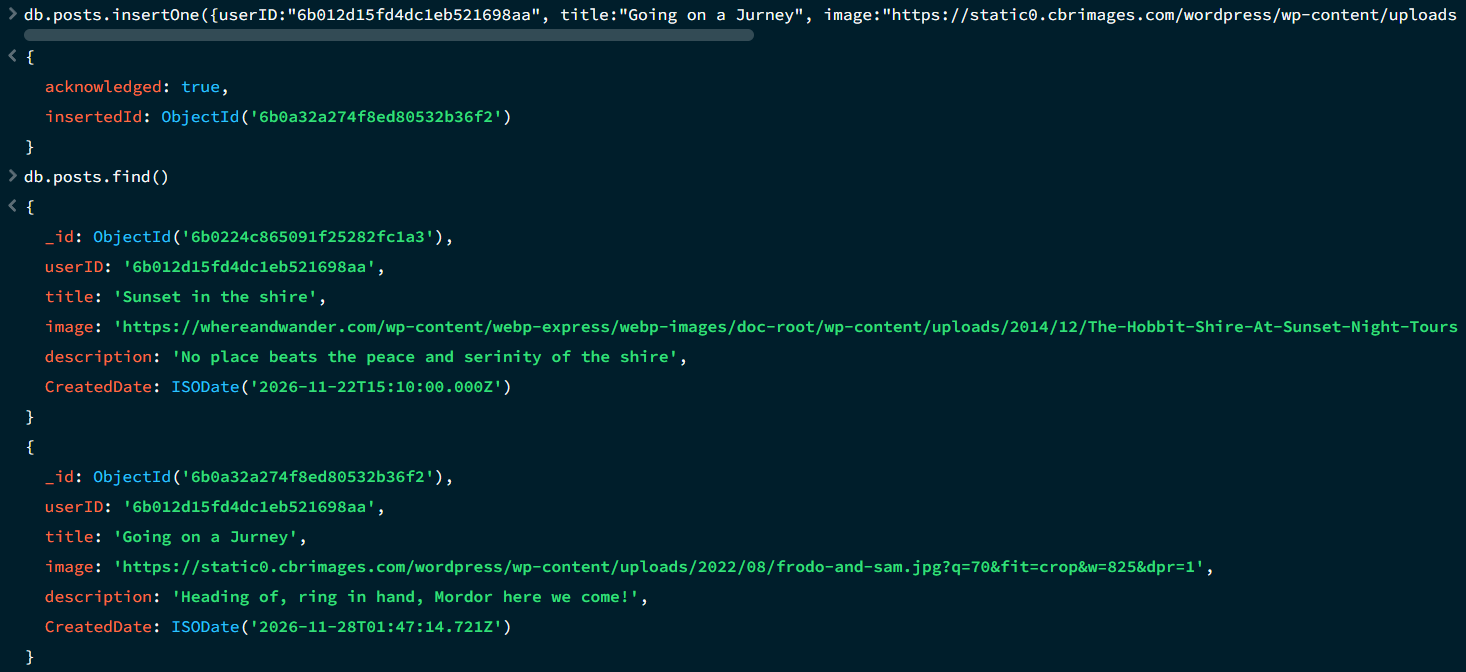 > db.posts.insertOne({userID:"6b012d15fd4dc1eb521698aa", title:"Going on a Jurney", image:"https://static0.cbrimages.com/wordpress/wp-content/uploads
< {
acknowledged: true,
insertedId: ObjectId('6b0a32a274f8ed80532b36f2')
}
> db.posts.find()
< {
_id: ObjectId('6b0224c865091f25282fc1a3'),
userID: '6b012d15fd4dc1eb521698aa',
title: 'Sunset in the shire',
image: 'https://whereandwander.com/wp-content/webp-express/webp-images/doc-root/wp-content/uploads/2014/12/The-Hobbit-Shire-At-Sunset-Night-Tours
description: 'No place beats the peace and serinity of the shire',
CreatedDate: ISODate('2026-11-22T15:10:00.000Z')
}
{
_id: ObjectId('6b0a32a274f8ed80532b36f2'),
userID: '6b012d15fd4dc1eb521698aa',
title: 'Going on a Jurney',
image: 'https://static0.cbrimages.com/wordpress/wp-content/uploads/2022/08/frodo-and-sam.jpg?q=70&fit=crop&w=825&dpr=1',
description: 'Heading of, ring in hand, Mordor here we come!',
CreatedDate: ISODate('2026-11-28T01:47:14.721Z')
}